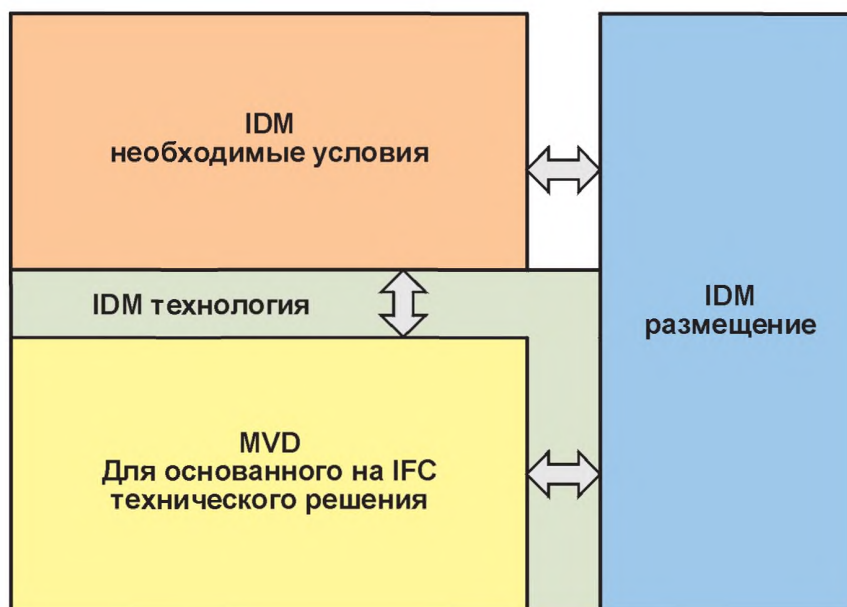 IDM
необходимые условия
IDM технология
IDM
размещение
MVD
Для основанного на IFC
технического решения